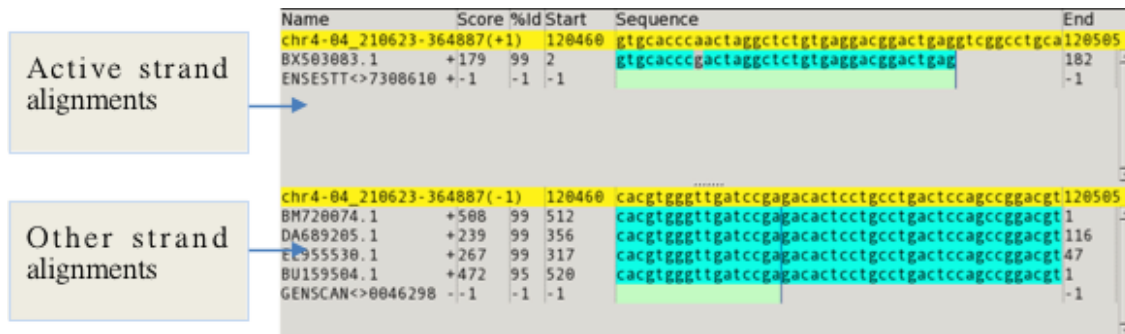 Name Score %Id Start Sequence End
chr4-04_210623-364887(+1) 120460 gtgcacccaactaggctctgtgaggacggactgaggtcggcctgca 120505
BX503083.1 + 179 99 2 gtgcacccgactaggctctgtgaggacggactgag 182
ENSESTT<>7308610 + -1 -1 -1 -1
Active strand
alignments
chr4-04_210623-364887(-1) 120460 cacgtgggttgatccgagacactcctgcctgactccagccggacgt 120505
BM720074.1 + 508 99 512 cacgtgggttgatccgagacactcctgcctgactccagccggacgt 1
DA689205.1 + 239 99 356 cacgtgggttgatccgagacactcctgcctgactccagccggacgt 116
EL955530.1 + 267 99 317 cacgtgggttgatccgagacactcctgcctgactccagccggacgt 47
BU159504.1 + 472 95 520 cacgtgggttgatccgagacactcctgcctgactccagccggacgt 1
GENSCAN<>0046298 - -1 -1 -1 -1
Other strand
alignments